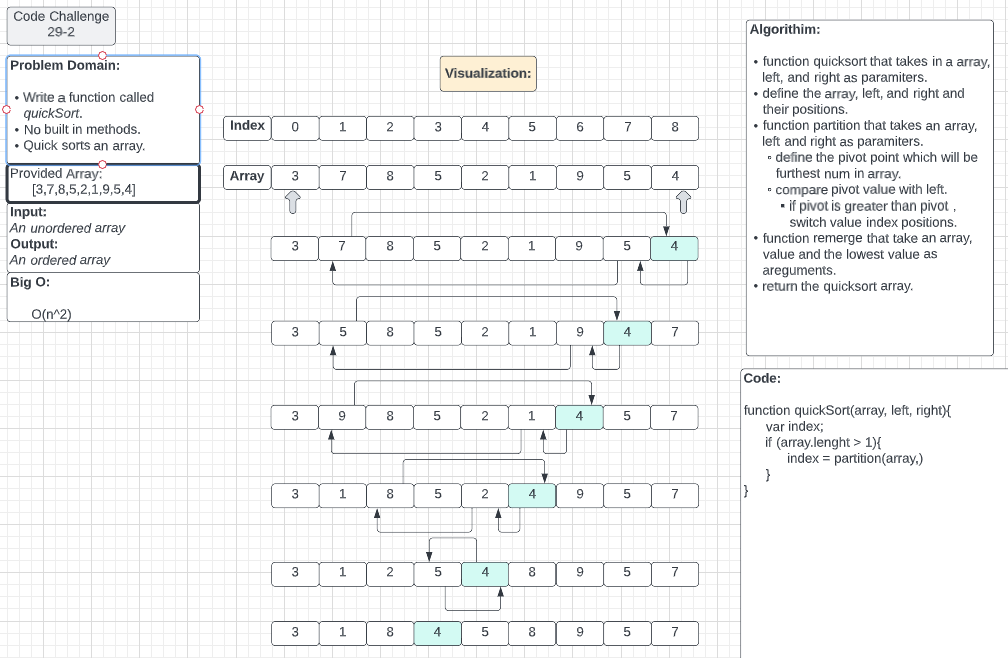 Code Challenge
29-2
Problem Domain:
• Write a function called
quickSort.
• No built in methods.
• Quick sorts an array.
Provided Array:
[3,7,8,5,2,1,9,5,4]
Input:
An unordered array
Output:
An ordered array
Big O:
O(n^2)
Visualization:
Index 0 1 2 3 4 5 6 7 8
Array 3 7 8 5 2 1 9 5 4
3 7 8 5 2 1 9 5 4
3 5 8 5 2 1 9 4 7
3 9 8 5 2 1 4 5 7
3 1 8 5 2 4 9 5 7
3 1 2 5 4 8 9 5 7
3 1 8 4 5 8 9 5 7
Algorithim:
• function quicksort that takes in a array,
left, and right as paramiters.
• define the array, left, and right and
their positions.
• function partition that takes an array,
left and right as paramiters.
◦ define the pivot point which will be
furthest num in array.
◦ compare pivot value with left.
▪ if pivot is greater than pivot ,
switch value index positions.
• function remerge that take an array,
value and the lowest value as
areguments.
• return the quicksort array.
Code:
function quickSort(array, left, right){
var index;
if (array.lenght > 1){
index = partition(array,)
}
}